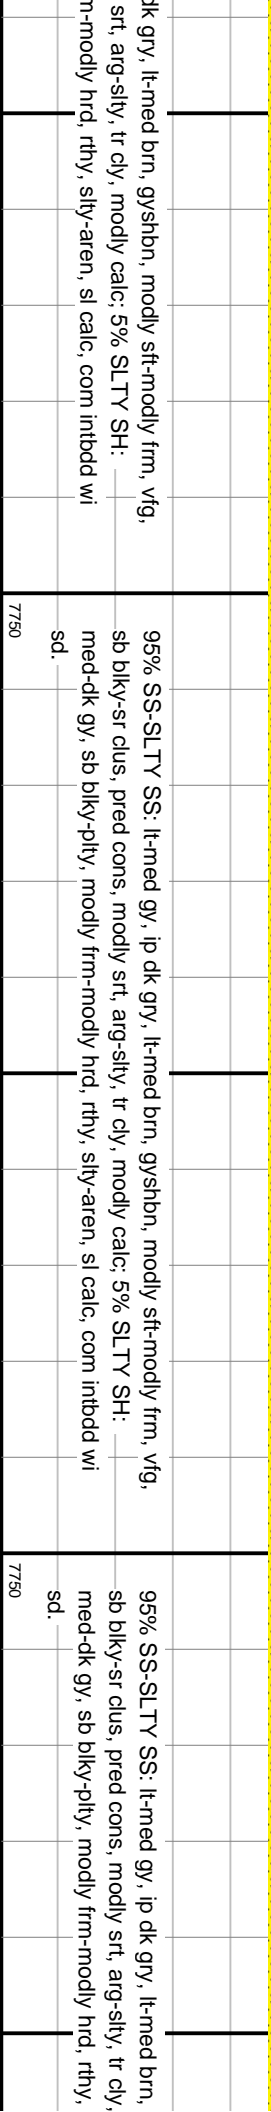 dk gry, lt-med brn, gyshbn, modly sft-modly frm, vfg,
srt, arg-slty, tr cly, modly calc; 5% SLTY SH:
-modly hrd, rthy, slty-aren, sl calc, com intbdd wi
7750
95% SS-SLTY SS: lt-med gy, ip dk gry, lt-med brn, gyshbn, modly sft-modly frm, vfg,
sb blky-sr clus, pred cons, modly srt, arg-slty, tr cly, modly calc; 5% SLTY SH:
med-dk gy, sb blky-plty, modly frm-modly hrd, rthy, slty-aren, sl calc, com intbdd wi
sd.
7750
95% SS-SLTY SS: lt-med gy, ip dk gry, lt-med brn,
sb blky-sr clus, pred cons, modly srt, arg-slty, tr cly,
med-dk gy, sb blky-plty, modly frm-modly hrd, rthy,
sd.